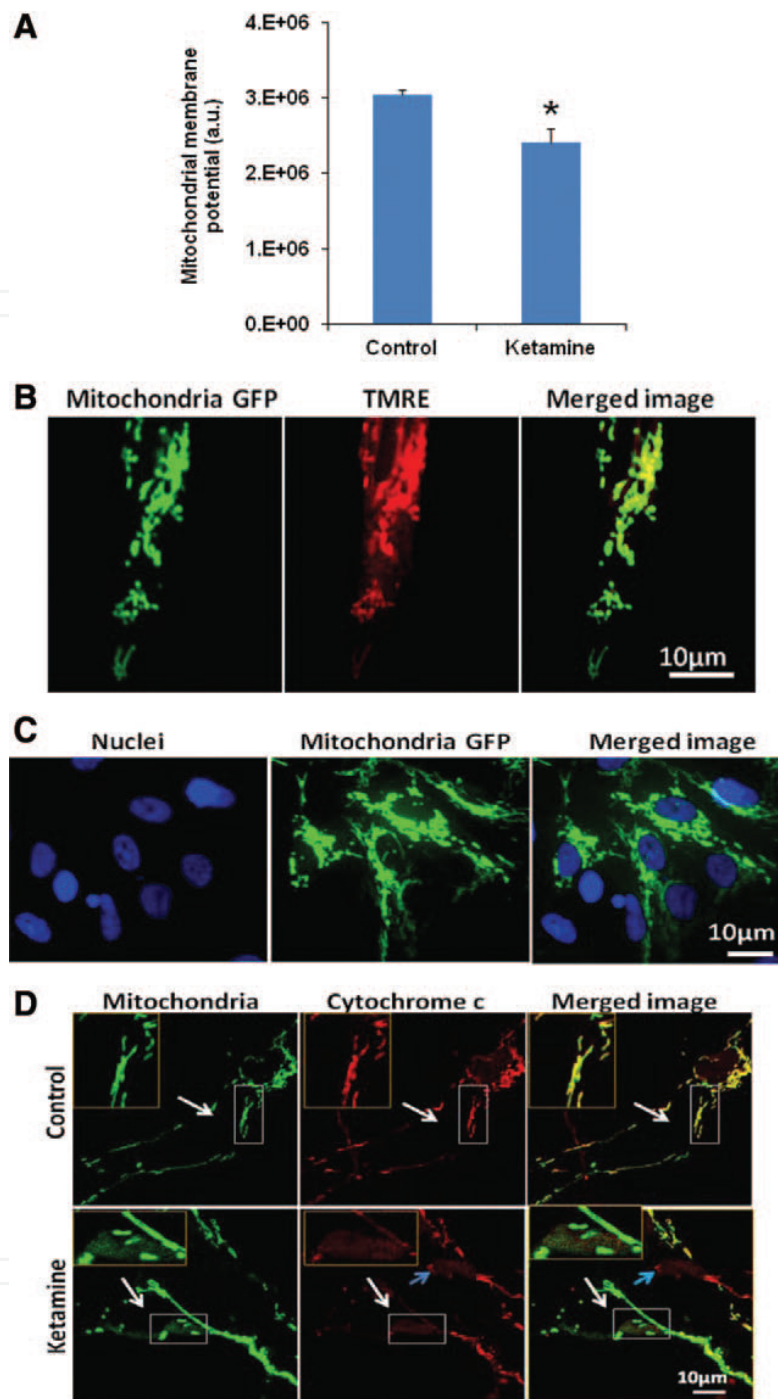 A
Mitochondrial membrane
potential (a.u.)
4.E+06
3.E+06
2.E+06
1.E+06
0.E+00
*
Control
Ketamine
B
Mitochondria GFP
TMRE
Merged image
10µm
C
Nuclei
Mitochondria GFP
Merged image
10µm
D
Mitochondria
Cytochrome c
Merged image
Control
Ketamine
10µm